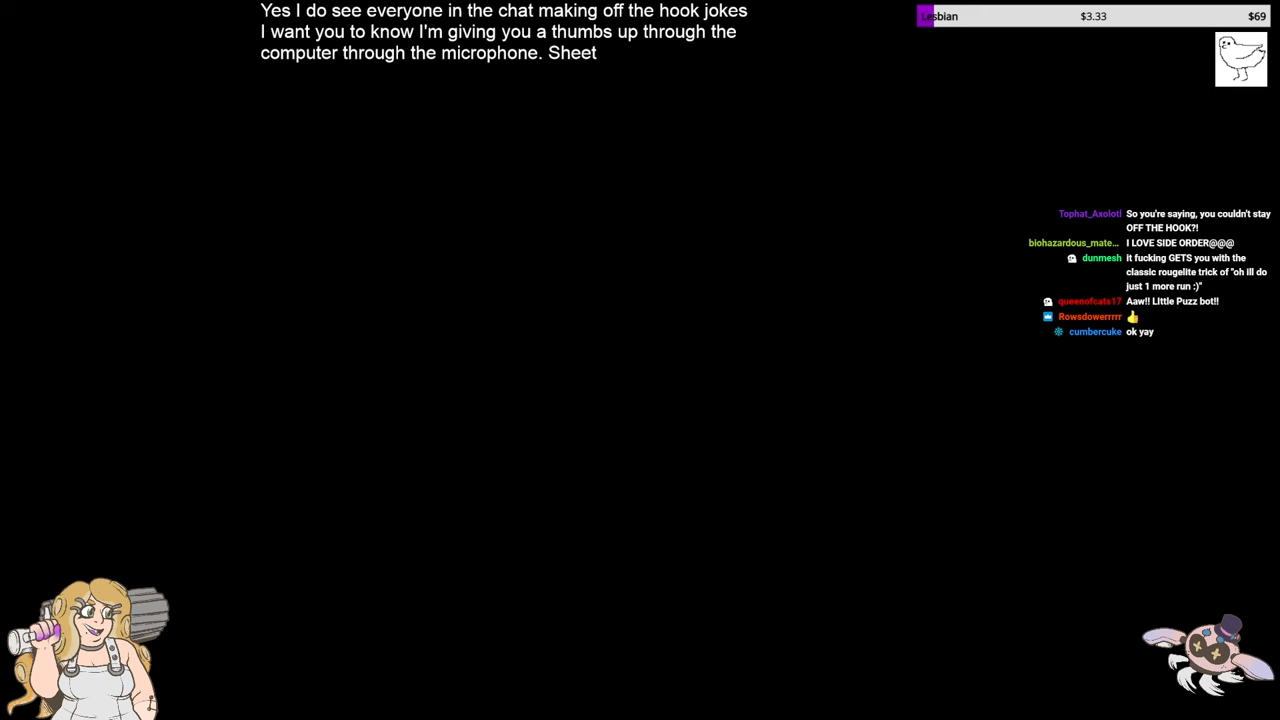 Yes I do see everyone in the chat making off the hook jokes
I want you to know I'm giving you a thumbs up through the
computer through the microphone. Sheet
Lesbian $3.33 $69
Tophat_Axolotl So you're saying, you couldn't stay
OFF THE HOOK?!
biohazardous_mate... I LOVE SIDE ORDER@@@
dunmesh it fucking GETS you with the
classic rougelite trick of "oh ill do
just 1 more run :)"
queenofcats17 Aaw!! LIttle Puzz bot!!
Rowsdowerrrrr 👍
cumbercuke ok yay